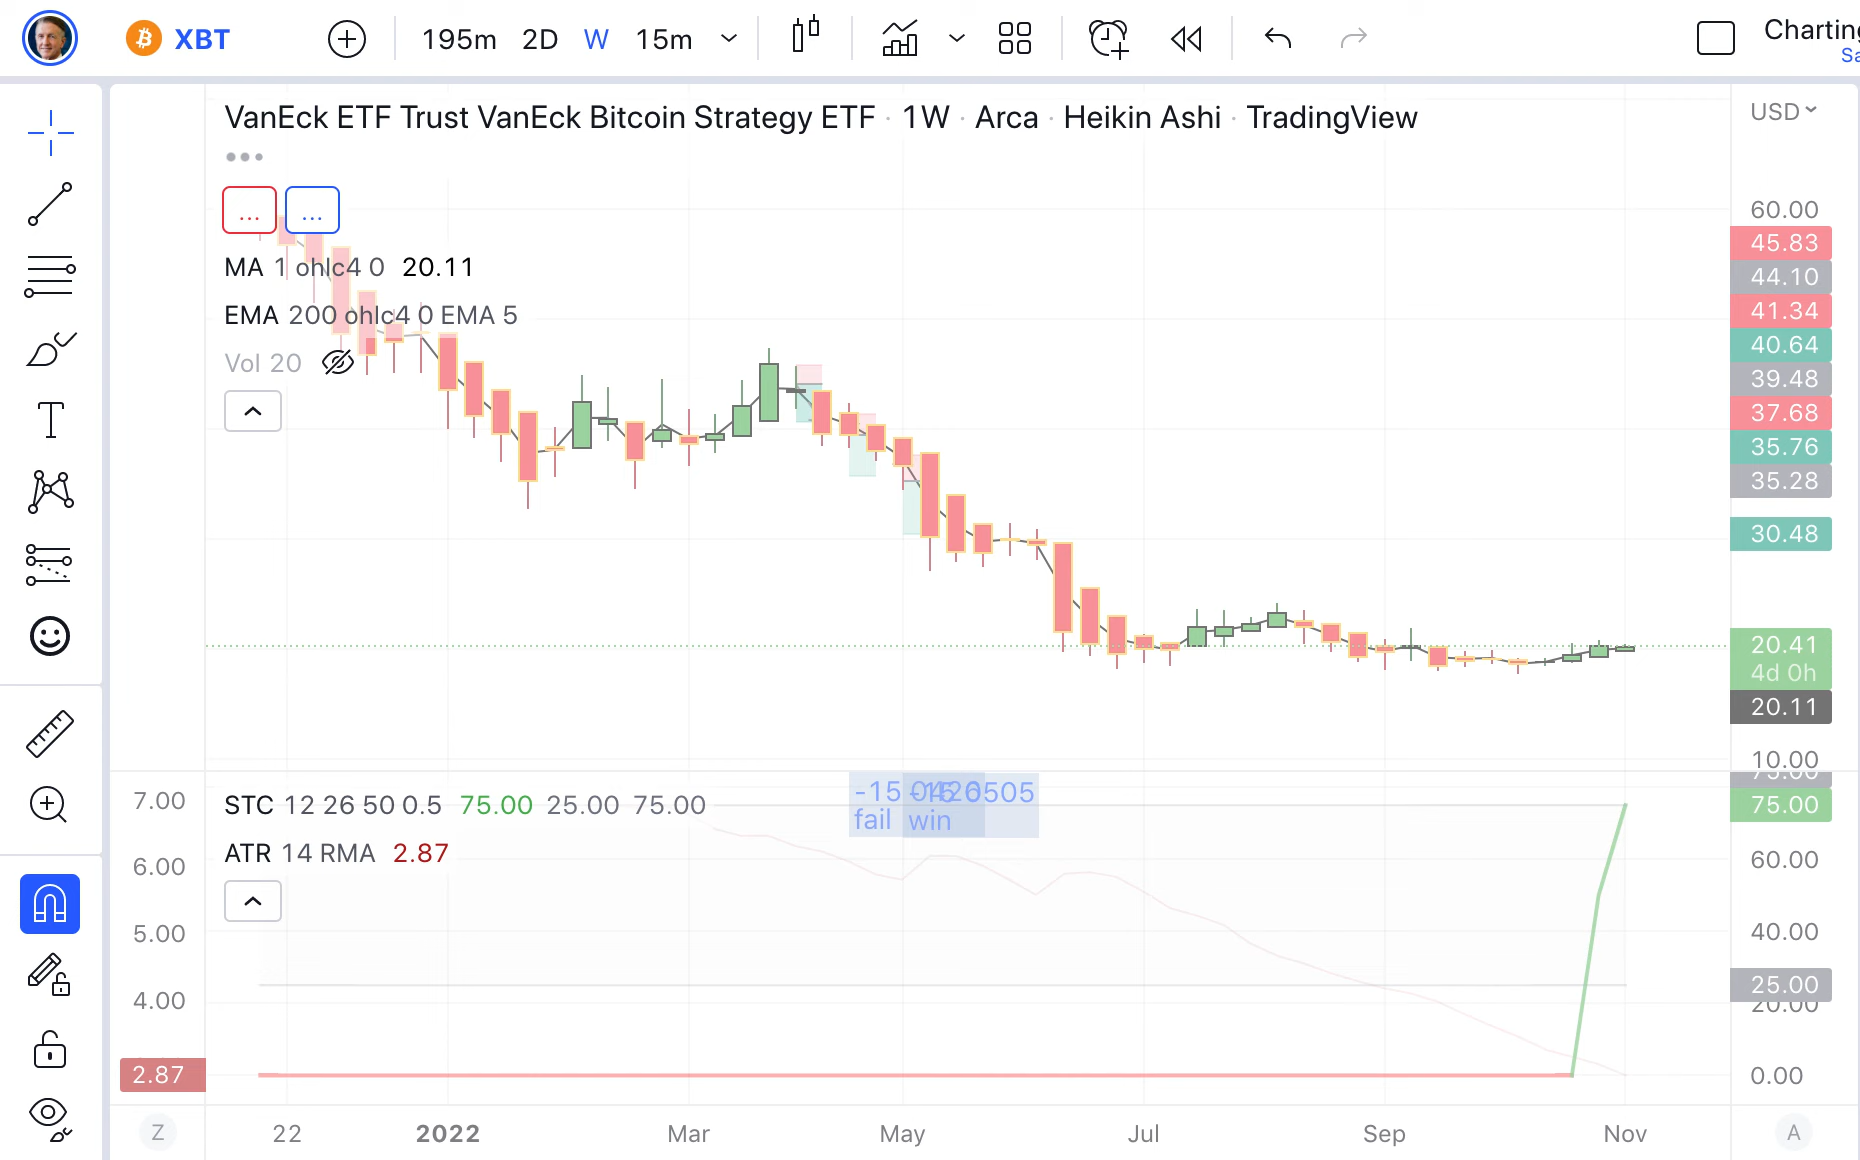 XBT 195m 2D W 15m Charting
Sa
VanEck ETF Trust VanEck Bitcoin Strategy ETF · 1W · Arca · Heikin Ashi · TradingView
USD
... ...
MA 1 ohlc4 0 20.11
EMA 200 ohlc4 0 EMA 5
Vol 20
60.00
45.83
44.10
41.34
40.64
39.48
37.68
35.76
35.28
30.48
20.41
4d 0h
20.11
10.00
75.00
STC 12 26 50 0.5 75.00 25.00 75.00
ATR 14 RMA 2.87
fail win
7.00
6.00
5.00
4.00
2.87
75.00
60.00
40.00
25.00
20.00
0.00
Z 22 2022 Mar May Jul Sep Nov A